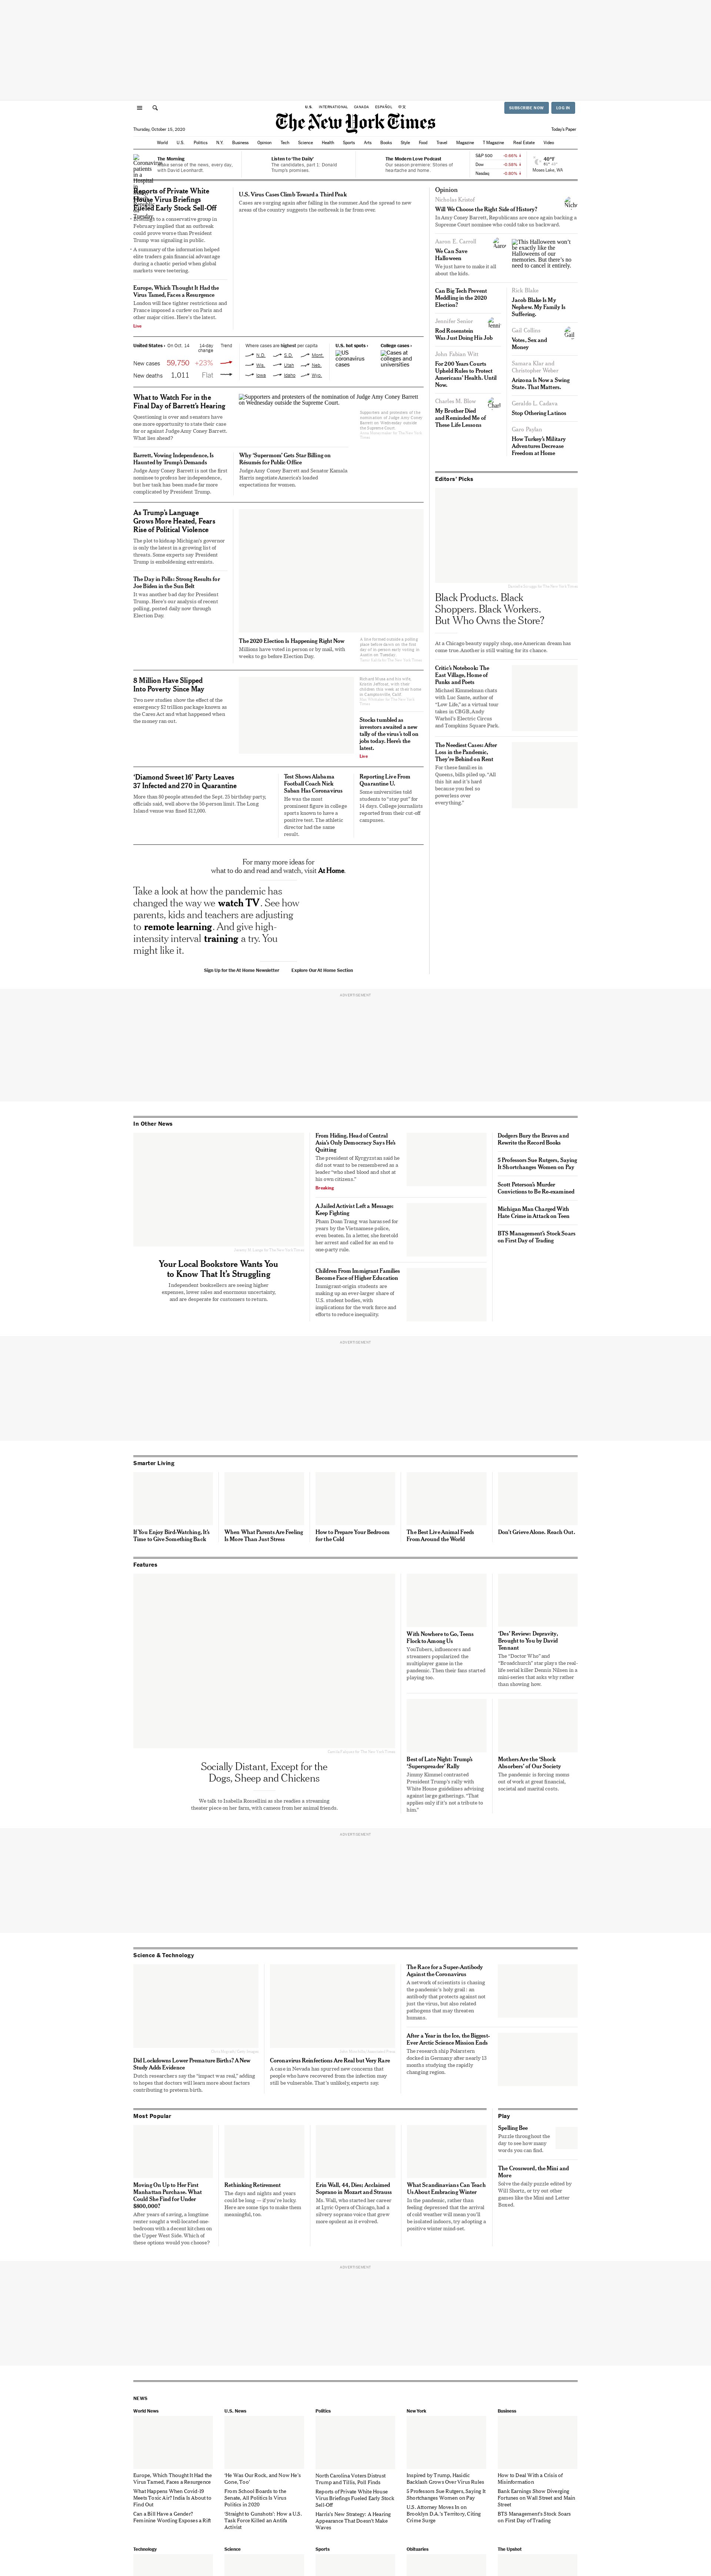 U.S. INTERNATIONAL CANADA ESPAÑOL 中文
SUBSCRIBE NOW
LOG IN
The New York Times
Thursday, October 15, 2020
Today's Paper
World U.S. Politics N.Y. Business Opinion Tech Science Health Sports Arts Books Style Food Travel Magazine T Magazine Real Estate Video
The Morning
Make sense of the news, every day, with David Leonhardt.
Listen to 'The Daily'
The candidates, part 1: Donald Trump's promises.
The Modern Love Podcast
Our season premiere: Stories of heartache and home.
S&P 500
Dow
Nasdaq
40°F
Moose Lake, WA
Reports of Private White House Virus Briefings Fueled Early Stock Sell-Off
Briefings to a conservative group in February implied that an outbreak could prove worse than President Trump was signaling in public.
A summary of the information helped elite traders gain financial advantage during a chaotic period when global markets were teetering.
Europe, Which Thought It Had the Virus Tamed, Faces a Resurgence
London will face tighter restrictions and Prime Minister imposed a curfew on Paris and other major cities. Here's the latest.
Live
U.S. Virus Cases Climb Toward a Third Peak
Cases are surging again after falling in the summer. And the spread to new areas of the country suggests the outbreak is far from over.
United States › On Oct. 14 14-day change Trend
New cases 59,750 +23%
New deaths 1,011 Flat
Where cases are highest per capita
N.D. S.D. Mont.
Wis. Utah Neb.
Iowa Idaho Wyo.
U.S. hot spots ›
US coronavirus cases
College cases ›
Cases at colleges and universities
What to Watch For in the Final Day of Barrett's Hearing
Questioning is over and senators have one more opportunity to state their case for or against Judge Amy Coney Barrett. What lies ahead?
Supporters and protesters of the nomination of Judge Amy Coney Barrett on Wednesday outside the Supreme Court.
Supporters and protesters of the nomination of Judge Amy Coney Barrett on Wednesday outside the Supreme Court.
Barrett, Vowing Independence, Is Haunted by Trump's Demands
Judge Amy Coney Barrett is not the first nominee to profess her independence, but her task has been made far more complicated by President Trump.
Why 'Supermom' Gets Star Billing on Résumés for Public Office
Judge Amy Coney Barrett and Senator Kamala Harris negotiate America's loaded expectations for women.
As Trump's Language Grows More Heated, Fears Rise of Political Violence
The plot to kidnap Michigan's governor is only the latest in a growing list of threats. Some experts say President Trump is emboldening extremists.
The Day in Polls: Strong Results for Joe Biden in the Sun Belt
It was another bad day for President Trump. Here's our analysis of recent polling, posted daily now through Election Day.
The 2020 Election Is Happening Right Now
Millions have voted in person or by mail, with weeks to go before Election Day.
8 Million Have Slipped Into Poverty Since May
Two new studies show the effect of the emergency $2 trillion package known as the Cares Act and what happened when the money ran out.
Stocks tumbled as investors awaited a new tally of the virus's toll on jobs today. Here's the latest.
Live
'Diamond Sweet 16' Party Leaves 37 Infected and 270 in Quarantine
More than 80 people attended the Sept. 25 birthday party, officials said, well above the 50-person limit. The Long Island venue was fined $12,000.
Test Shows Alabama Football Coach Nick Saban Has Coronavirus
He was the most prominent figure in college sports known to have a positive test. The athletic director had the same result.
Reporting Live From Quarantine U.
Some universities told students to "stay put" for 14 days. College journalists reported from their cut-off campuses.
For many more ideas for what to do and read and watch, visit At Home.
Take a look at how the pandemic has changed the way we watch TV. See how parents, kids and teachers are adjusting to remote learning. And give high-intensity interval training a try. You might like it.
Sign Up for the At Home Newsletter
Explore Our At Home Section
Opinion
Nicholas Kristof
Will We Choose the Right Side of History?
In Amy Coney Barrett, Republicans are once again backing a Supreme Court nominee who could take us backward.
Aaron E. Carroll
We Can Save Halloween
We just have to make it all about the kids.
This Halloween won't be exactly like the Halloweens of our memories. But there's no need to cancel it entirely.
Can Big Tech Prevent Meddling in the 2020 Election?
Jennifer Senior
Rod Rosenstein Was Just Doing His Job
John Fabian Witt
For 200 Years Courts Upheld Rules to Protect Americans' Health. Until Now.
Charles M. Blow
My Brother Died and Reminded Me of These Life Lessons
Rick Blake
Jacob Blake Is My Nephew. My Family Is Suffering.
Gail Collins
Votes, Sex and Money
Samara Klar and Christopher Weber
Arizona Is Now a Swing State. That Matters.
Geraldo L. Cadava
Stop Othering Latinos
Garo Paylan
How Turkey's Military Adventures Decrease Freedom at Home
Editors' Picks
Black Products. Black Shoppers. Black Workers. But Who Owns the Store?
At a Chicago beauty supply shop, one American dream has come true. Another is still waiting for its chance.
Critic's Notebook: The East Village, Home of Punks and Poets
Michael Kimmelman chats with Luc Sante, author of "Low Life," as a virtual tour takes in CBGB, Andy Warhol's Electric Circus and Tompkins Square Park.
The Neediest Cases: After Loss in the Pandemic, They're Behind on Rent
For these families in Queens, bills piled up. "All this hit and it's hard because you feel so powerless over everything."
ADVERTISEMENT
In Other News
Your Local Bookstore Wants You to Know That It's Struggling
Independent booksellers are seeing higher expenses, lower sales and enormous uncertainty, and are desperate for customers to return.
From Hiding, Head of Central Asia's Only Democracy Says He's Quitting
The president of Kyrgyzstan said he did not want to be remembered as a leader "who shed blood and shot at his own citizens."
Breaking
A Jailed Activist Left a Message: Keep Fighting
Pham Doan Trang was harassed for years by the Vietnamese police, even beaten. In a letter, she foretold her arrest and called for an end to one-party rule.
Children From Immigrant Families Become Face of Higher Education
Immigrant-origin students are making up an ever larger share of U.S. student bodies, with implications for the work force and efforts to reduce inequality.
Dodgers Bury the Braves and Rewrite the Record Books
5 Professors Sue Rutgers, Saying It Shortchanges Women on Pay
Scott Peterson's Murder Convictions to Be Re-examined
Michigan Man Charged With Hate Crime in Attack on Teen
BTS Management's Stock Soars on First Day of Trading
ADVERTISEMENT
Smarter Living
If You Enjoy Bird-Watching, It's Time to Give Something Back
When What Parents Are Feeling Is More Than Just Stress
How to Prepare Your Bedroom for the Cold
The Best Live Animal Feeds From Around the World
Don't Grieve Alone. Reach Out.
Features
Socially Distant, Except for the Dogs, Sheep and Chickens
We talk to Isabella Rossellini as she readies a streaming theater piece on her farm, with cameos from her animal friends.
With Nowhere to Go, Teens Flock to Among Us
YouTubers, influencers and streamers popularized the multiplayer game in the pandemic. Then their fans started playing too.
'Des' Review: Depravity, Brought to You by David Tennant
The "Doctor Who" and "Broadchurch" star plays the real-life serial killer Dennis Nilsen in a mini-series that asks why rather than showing how.
Best of Late Night: Trump's 'Superspreader' Rally
Jimmy Kimmel contrasted President Trump's rally with White House guidelines advising against large gatherings. "That applies only if it's not a tribute to him."
Mothers Are the 'Shock Absorbers' of Our Society
The pandemic is forcing moms out of work at great financial, societal and marital costs.
ADVERTISEMENT
Science & Technology
Did Lockdowns Lower Premature Births? A New Study Adds Evidence
Dutch researchers say the "impact was real," adding to hopes that doctors will learn more about factors contributing to preterm birth.
Coronavirus Reinfections Are Real but Very Rare
A case in Nevada has spurred new concerns that people who have recovered from the infection may still be vulnerable. That's unlikely, experts say.
The Race for a Super-Antibody Against the Coronavirus
A network of scientists is chasing the pandemic's holy grail: an antibody that protects against not just the virus, but also related pathogens that may threaten humans.
After a Year in the Ice, the Biggest-Ever Arctic Science Mission Ends
The research ship Polarstern docked in Germany after nearly 13 months studying the rapidly changing region.
Most Popular
Moving On Up to Her First Manhattan Purchase. What Could She Find for Under $800,000?
After years of saving, a longtime renter sought a well-located one-bedroom with a decent kitchen on the Upper West Side. Which of these options would you choose?
Rethinking Retirement
The days and nights and years could be long — if you're lucky. Here are some tips to make them meaningful, too.
Erin Wall, 44, Dies; Acclaimed Soprano in Mozart and Strauss
Ms. Wall, who started her career at Lyric Opera of Chicago, had a silvery soprano voice that grew more opulent as it evolved.
What Scandinavians Can Teach Us About Embracing Winter
In the pandemic, rather than feeling depressed that the arrival of cold weather will mean you'll be isolated indoors, try adopting a positive winter mind-set.
Play
Spelling Bee
Puzzle throughout the day to see how many words you can find.
The Crossword, the Mini and More
Solve the daily puzzle edited by Will Shortz, or try out other games like the Mini and Letter Boxed.
ADVERTISEMENT
NEWS
World News
Europe, Which Thought It Had the Virus Tamed, Faces a Resurgence
What Happens When Covid-19 Meets Toxic Air? India Is About to Find Out
Can a Bill Have a Gender? Feminine Wording Exposes a Rift
U.S. News
'He Was Our Rock, and Now He's Gone, Too'
From School Boards to the Senate, All Politics Is Virus Politics in 2020
'Straight to Gunshots': How a U.S. Task Force Killed an Antifa Activist
Politics
North Carolina Voters Distrust Trump and Tillis, Poll Finds
Reports of Private White House Virus Briefings Fueled Early Stock Sell-Off
Harris's New Strategy: A Hearing Appearance That Doesn't Make Waves
New York
Inspired by Trump, Hasidic Backlash Grows Over Virus Rules
5 Professors Sue Rutgers, Saying It Shortchanges Women on Pay
U.S. Attorney Moves In on Brooklyn D.A.'s Territory, Citing Crime Surge
Business
How to Deal With a Crisis of Misinformation
Bank Earnings Show Diverging Fortunes on Wall Street and Main Street
BTS Management's Stock Soars on First Day of Trading
Technology
Science
Sports
Obituaries
The Upshot